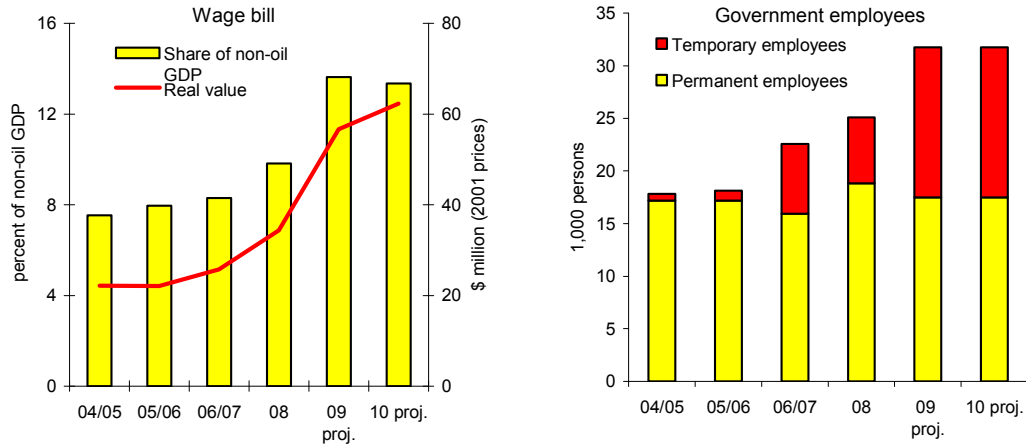 Wage bill
16
12
8
4
0
percent of non-oil GDP
Share of non-oil
GDP
Real value
80
60
40
20
0
$ million (2001 prices)
04/05 05/06 06/07 08 09 10 proj.
proj.
Government employees
35
30
25
20
15
10
5
0
1,000 persons
Temporary employees
Permanent employees
04/05 05/06 06/07 08 09 10 proj.
proj.